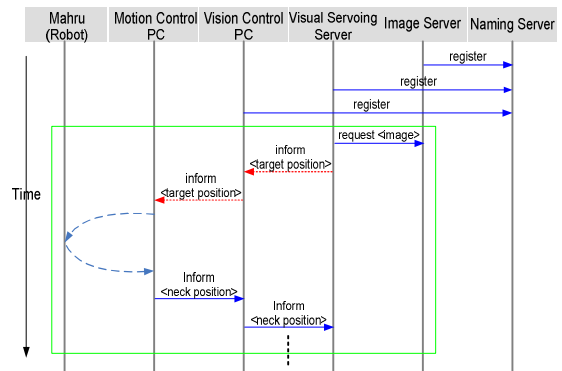 Mahru
(Robot)
Motion Control
PC
Vision Control
PC
Visual Servoing
Server
Image Server
Naming Server
register
register
register
request <image>
inform
<target position>
inform
<target position>
Time
Inform
<neck position>
Inform
<neck position>